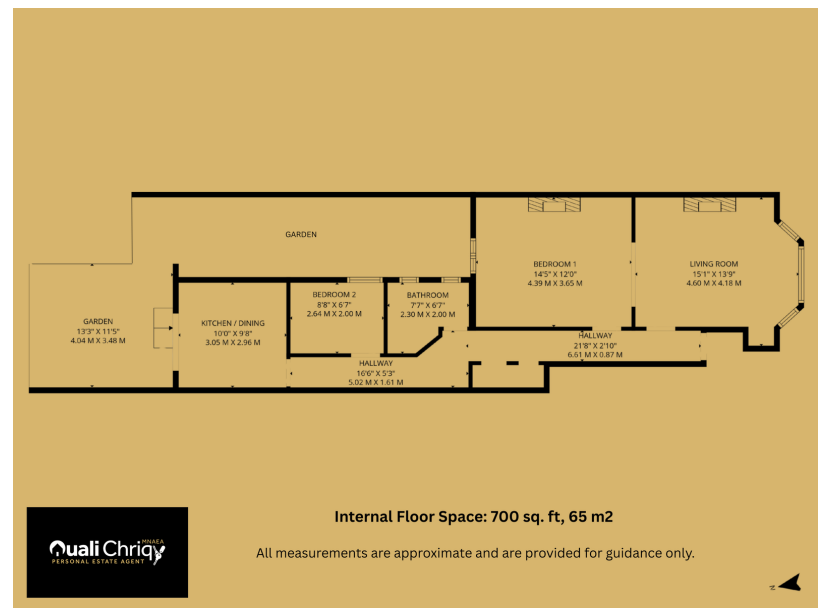 GARDEN
BEDROOM 1
14'5" X 12'0"
4.39 M X 3.65 M
LIVING ROOM
15'1" X 13'9"
4.60 M X 4.18 M
GARDEN
13'3" X 11'5"
4.04 M X 3.48 M
KITCHEN / DINING
10'0" X 9'8"
3.05 M X 2.96 M
BEDROOM 2
8'8" X 6'7"
2.64 M X 2.00 M
BATHROOM
7'7" X 6'7"
2.30 M X 2.00 M
HALLWAY
21'8" X 2'10"
6.61 M X 0.87 M
HALLWAY
16'6" X 5'3"
5.02 M X 1.61 M
Internal Floor Space: 700 sq. ft, 65 m2
All measurements are approximate and are provided for guidance only.
MNAEA
Ouali Chriqy
PERSONAL ESTATE AGENT
N